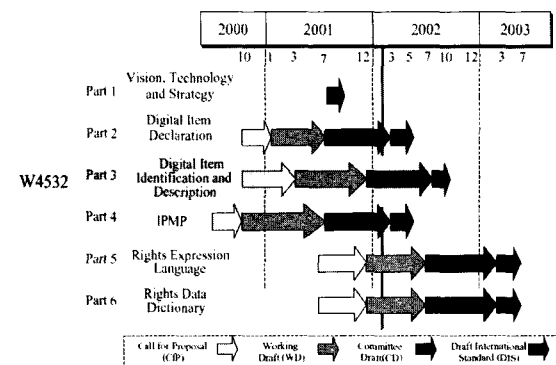 2000 2001 2002 2003
10 1 3 7 12 3 5 7 10 12 3 7
Part 1 Vision, Technology
and Strategy
Part 2 Digital Item
Declaration
W4532
Part 3 Digital Item
Identification and
Description
Part 4 IPMP
Part 5 Rights Expression
Language
Part 6 Rights Data
Dictionary
Call for Proposal
(CfP)
Working
Draft (WD)
Committee
Draft(CD)
Draft International
Standard (DIS)